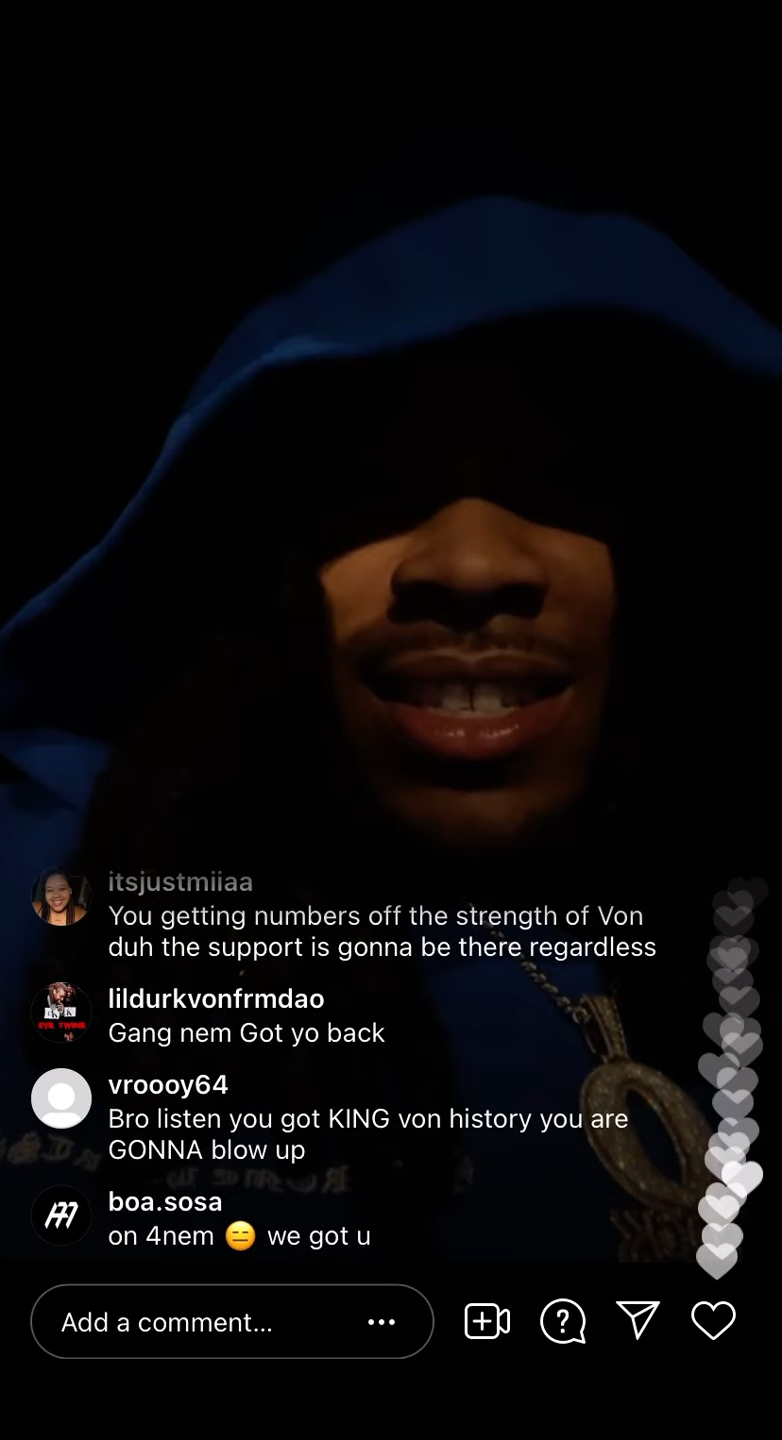 itsjustmiiaa
You getting numbers off the strength of Von
duh the support is gonna be there regardless
lildurkvonfrmdao
Gang nem Got yo back
vroooy64
Bro listen you got KING von history you are
GONNA blow up
boa.sosa
on 4nem 😑 we got u
Add a comment...